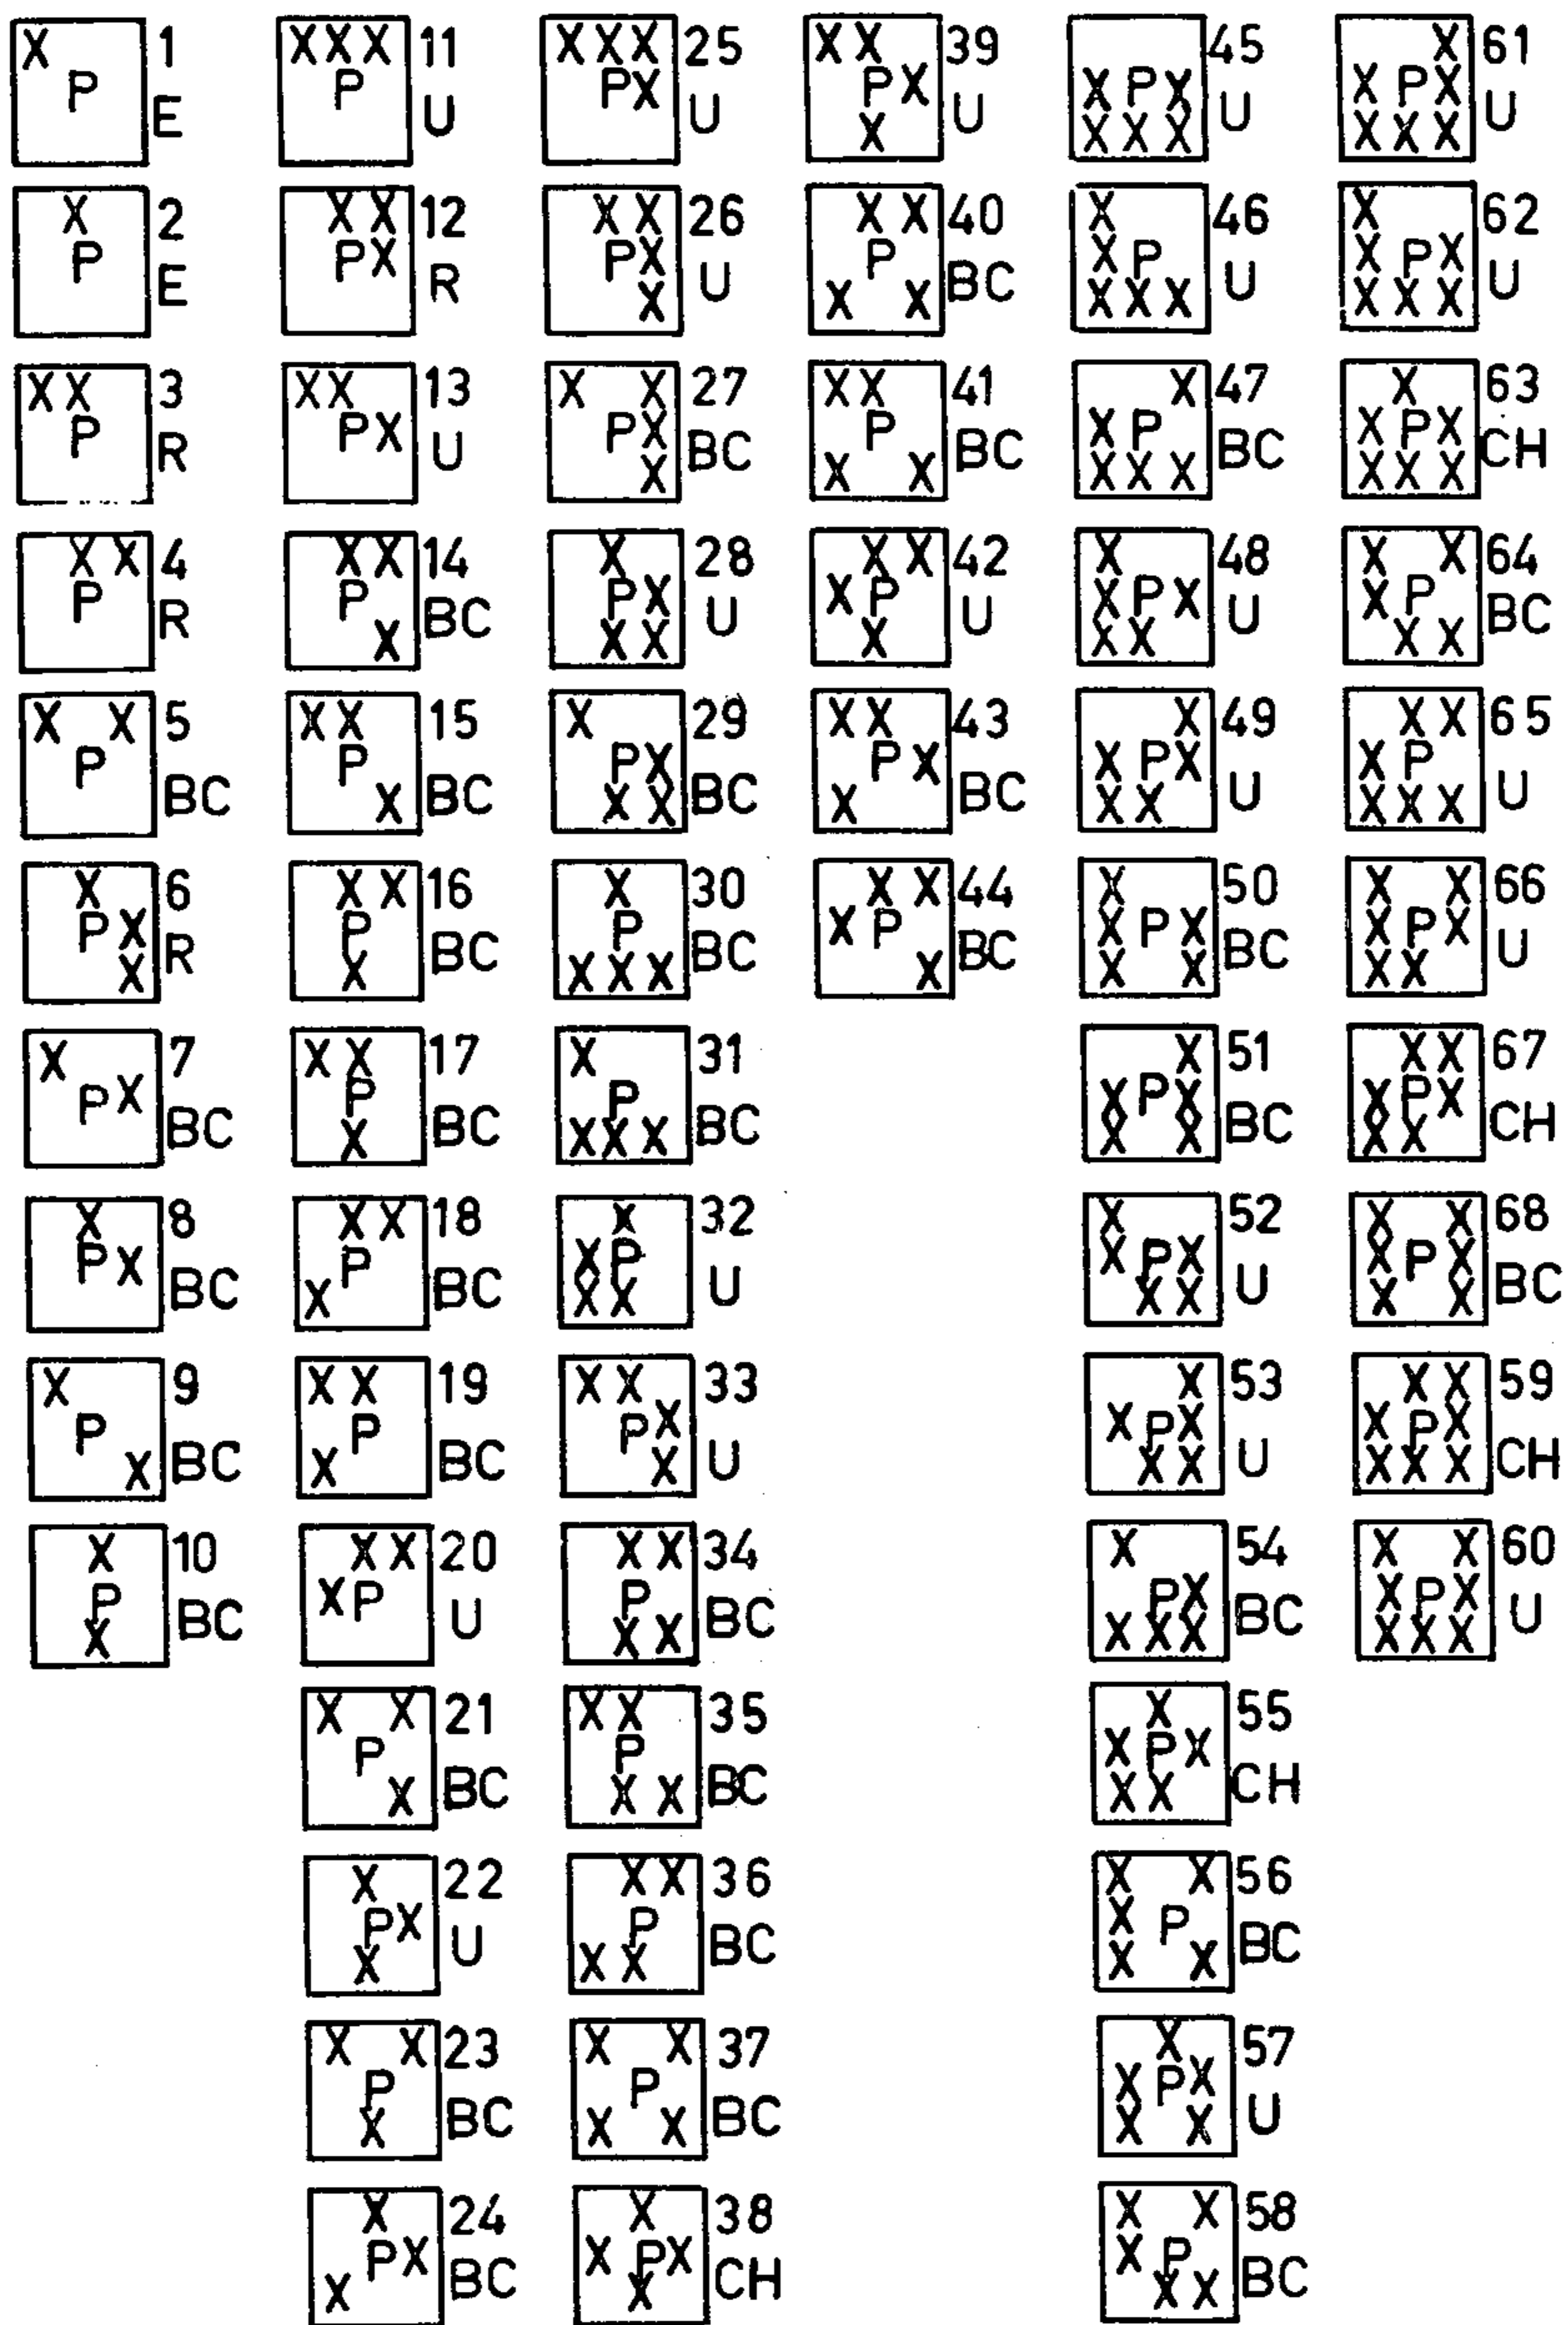 X 1
P
E
X 2
P
E
X X 3
P
R
X X 4
P
R
X X 5
P
BC
X 6
P X
X R
X 7
P X
BC
X 8
P X
BC
X 9
P
X BC
X 10
P
X BC
X X X 11
P
U
X X 12
P X
R
X X 13
P X
U
X X 14
P
X BC
X X 15
P
X BC
X X 16
P
X BC
X X 17
P
X BC
X X 18
P
X BC
X X 19
P
X BC
X X 20
X P
U
X X 21
P
X BC
X 22
P X
X U
X X 23
P
X BC
X 24
P X
X BC
X X X 25
P X
U
X X 26
P X
X U
X X 27
P X
X BC
X 28
P X
X X U
X 29
P X
X X BC
X 30
P
X X X BC
X 31
P
X X X BC
X 32
X P
X X U
X X 33
P X
X U
X X 34
P
X X BC
X X 35
P
X X BC
X X 36
P
X X BC
X X 37
P
X X BC
X 38
X P X
X CH
X X 39
P X
X U
X X 40
P
X X BC
X X 41
P
X X BC
X X 42
X P
X U
X X 43
P X
X BC
X X 44
X P
X BC
45
X P X
X X X U
X 46
X P
X X X U
X 47
X P
X X X BC
X 48
X P X
X X U
X 49
X P X
X X U
X 50
X P X
X X BC
X 51
X P X
X X BC
X 52
X P X
X X U
X 53
X P X
X X U
X 54
P X
X X X BC
X 55
X P X
X X CH
X X 56
X P
X X BC
X 57
X P X
X X U
X X 58
X P
X X BC
X 61
X P X
X X X U
X 62
X P X
X X X U
X 63
X P X
X X X CH
X X 64
X P
X X BC
X X 65
X P
X X X U
X X 66
X P X
X X U
X X 67
X P X
X X CH
X X 68
X P X
X X BC
X X 59
X P X
X X X CH
X X 60
X P X
X X X U